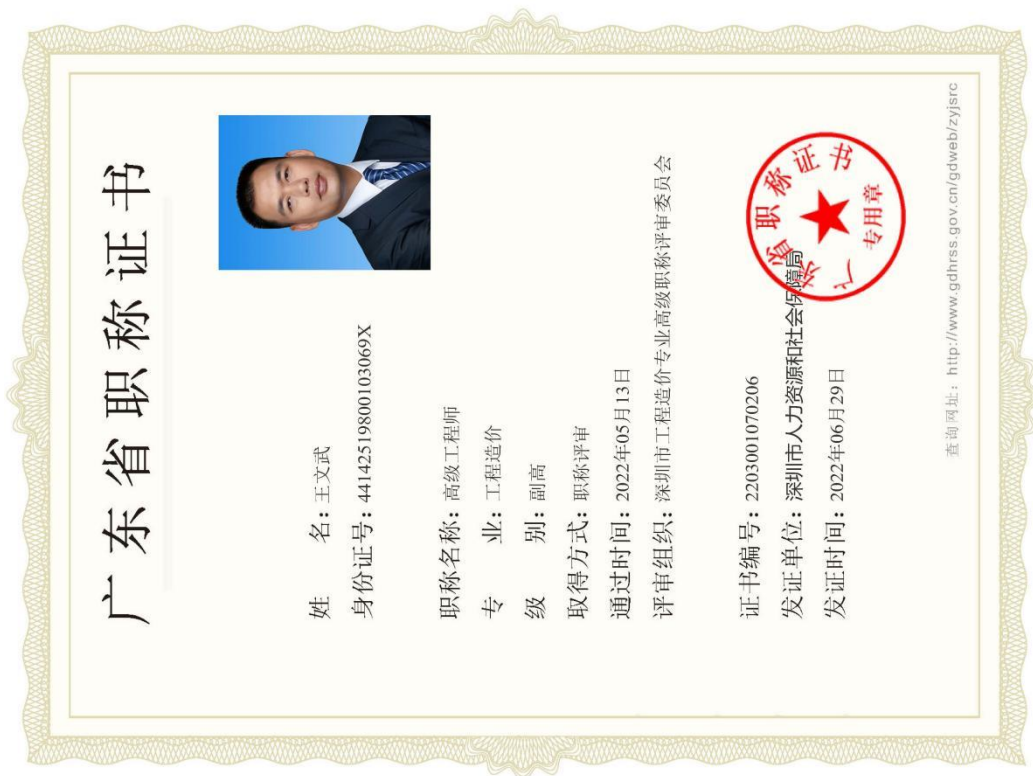 广东省职称证书
姓 名：王文武
身份证号：44142519800103069X
职称名称：高级工程师
专 业：工程造价
级 别：副高
取得方式：职称评审
通过时间：2022年05月13日
评审组织：深圳市工程造价专业高级职称评审委员会
证书编号：2203001070206
发证单位：深圳市人力资源和社会保障局
发证时间：2022年06月29日
广东省职称证书
专用章
查询网址：http://www.gdhrss.gov.cn/gdweb/zyjsrc